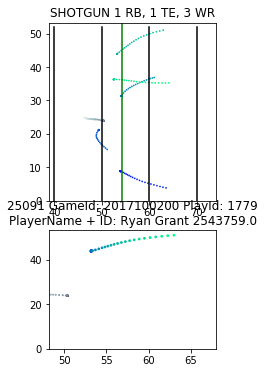 SHOTGUN 1 RB, 1 TE, 3 WR
50
40
30
20
10
0
40 50 60 70
25091 GameId: 2017100200 PlayId: 1779
PlayerName + ID: Ryan Grant 2543759.0
40
20
0
50 55 60 65